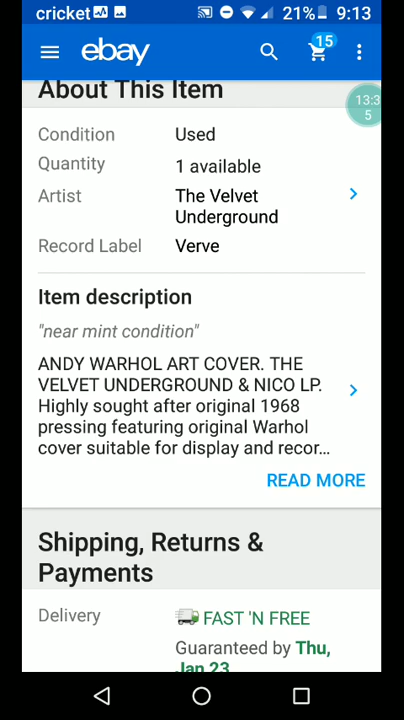 cricket 21% 9:13
ebay 15
About This Item
13:3
5
Condition Used
Quantity 1 available
Artist The Velvet
Underground
Record Label Verve
Item description
"near mint condition"
ANDY WARHOL ART COVER. THE
VELVET UNDERGROUND & NICO LP.
Highly sought after original 1968
pressing featuring original Warhol
cover suitable for display and recor...
READ MORE
Shipping, Returns &
Payments
Delivery FAST 'N FREE
Guaranteed by Thu,
Jan 23